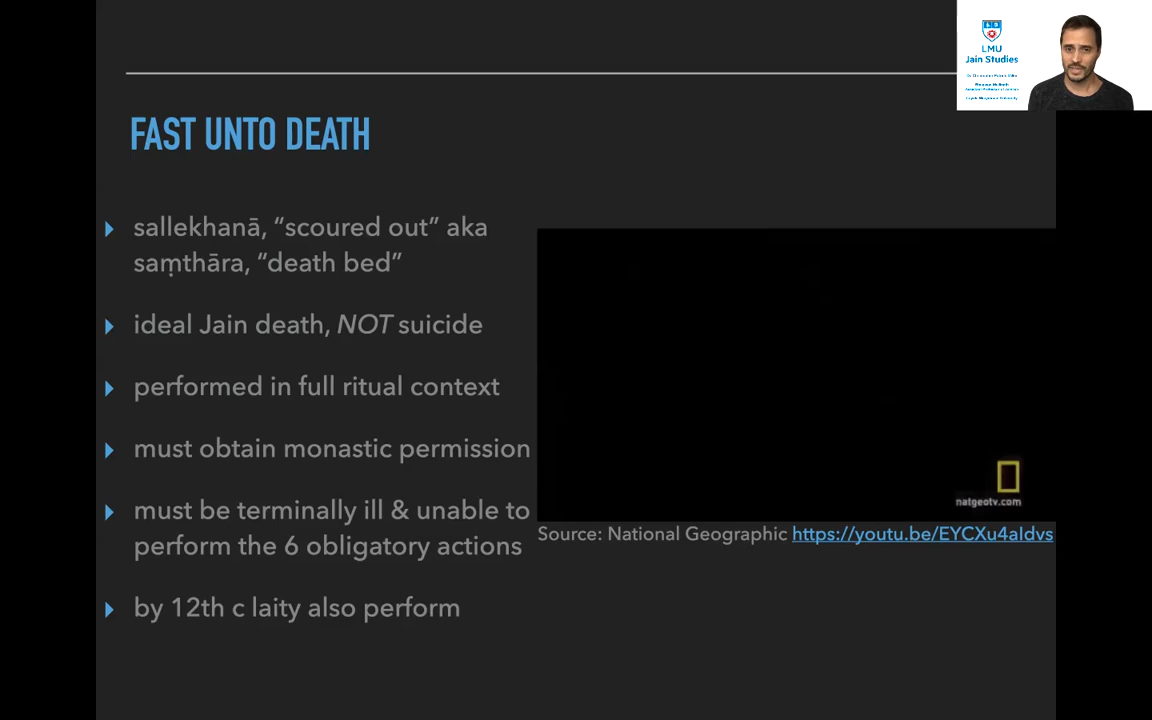 LMU
Jain Studies
FAST UNTO DEATH
sallekhanā, “scoured out” aka
saṃthāra, “death bed”
ideal Jain death, NOT suicide
performed in full ritual context
must obtain monastic permission
must be terminally ill & unable to
perform the 6 obligatory actions
by 12th c laity also perform
natgeotv.com
Source: National Geographic https://youtu.be/EYCXu4aIdvs